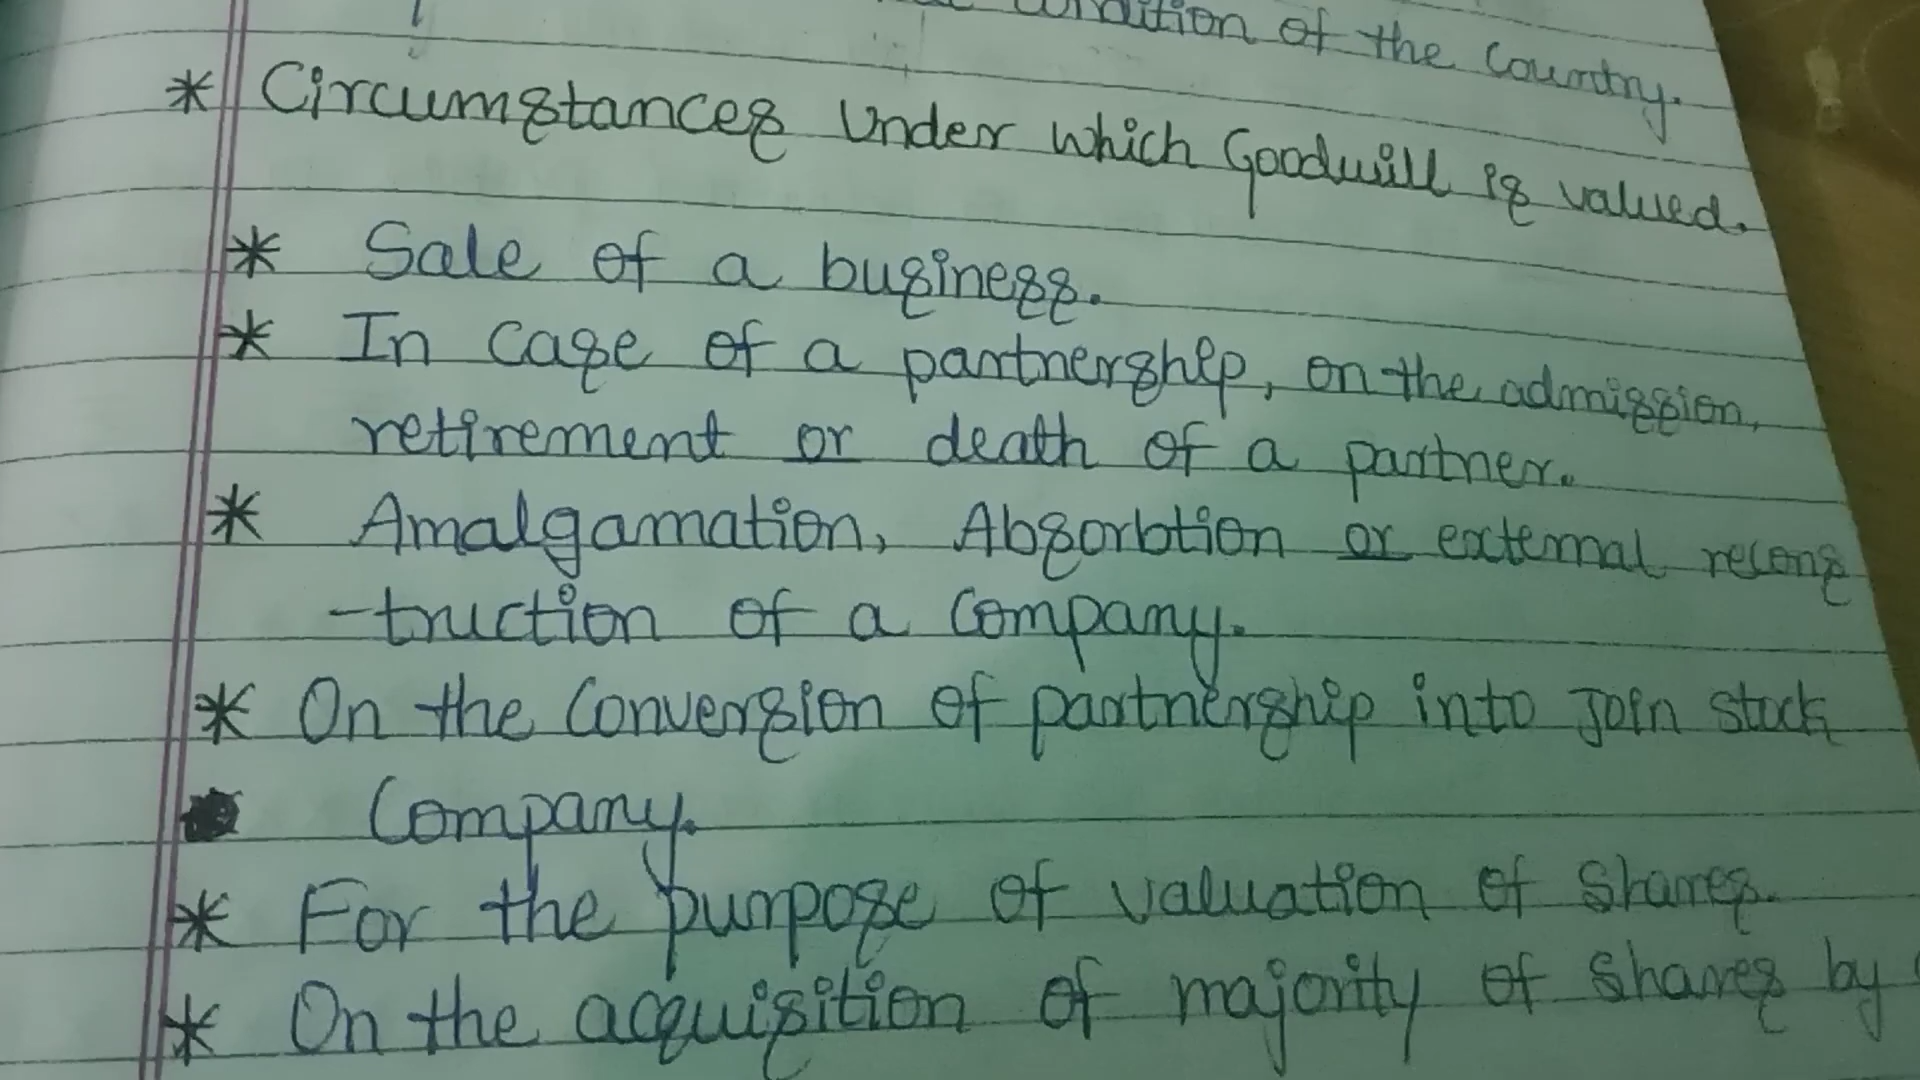 condition of the Country.
* Circumstances Under which Goodwill is valued.
* Sale of a business.
* In case of a partnership, on the admission,
retirement or death of a partner.
* Amalgamation, Absorbtion or external recons
-truction of a Company.
* On the Conversion of partnership into Join stock
Company.
* For the purpose of valuation of Shares.
* On the acquisition of majority of Shares by